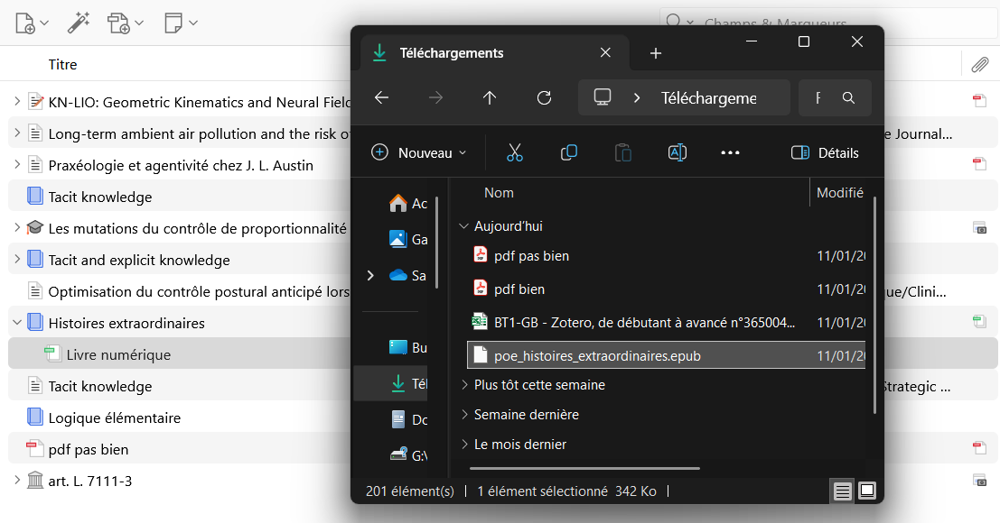 Champs & Marqueurs
Titre
KN-LIO: Geometric Kinematics and Neural Field
Long-term ambient air pollution and the risk o
e Journal...
Praxéologie et agentivité chez J. L. Austin
Tacit knowledge
Les mutations du contrôle de proportionnalité
Tacit and explicit knowledge
Optimisation du contrôle postural anticipé lors
ue/Clini...
Histoires extraordinaires
Livre numérique
Tacit knowledge
Strategic ...
Logique élémentaire
pdf pas bien
art. L. 7111-3
Téléchargements
Téléchargeme
Nouveau
Détails
Ac
Ga
Sa
Bu
Tél
Do
G:\
Nom
Modifié
Aujourd'hui
pdf pas bien 11/01/20
pdf bien 11/01/20
BT1-GB - Zotero, de débutant à avancé n°365004... 11/01/20
poe_histoires_extraordinaires.epub 11/01/20
Plus tôt cette semaine
Semaine dernière
Le mois dernier
201 élément(s) | 1 élément sélectionné 342 Ko |